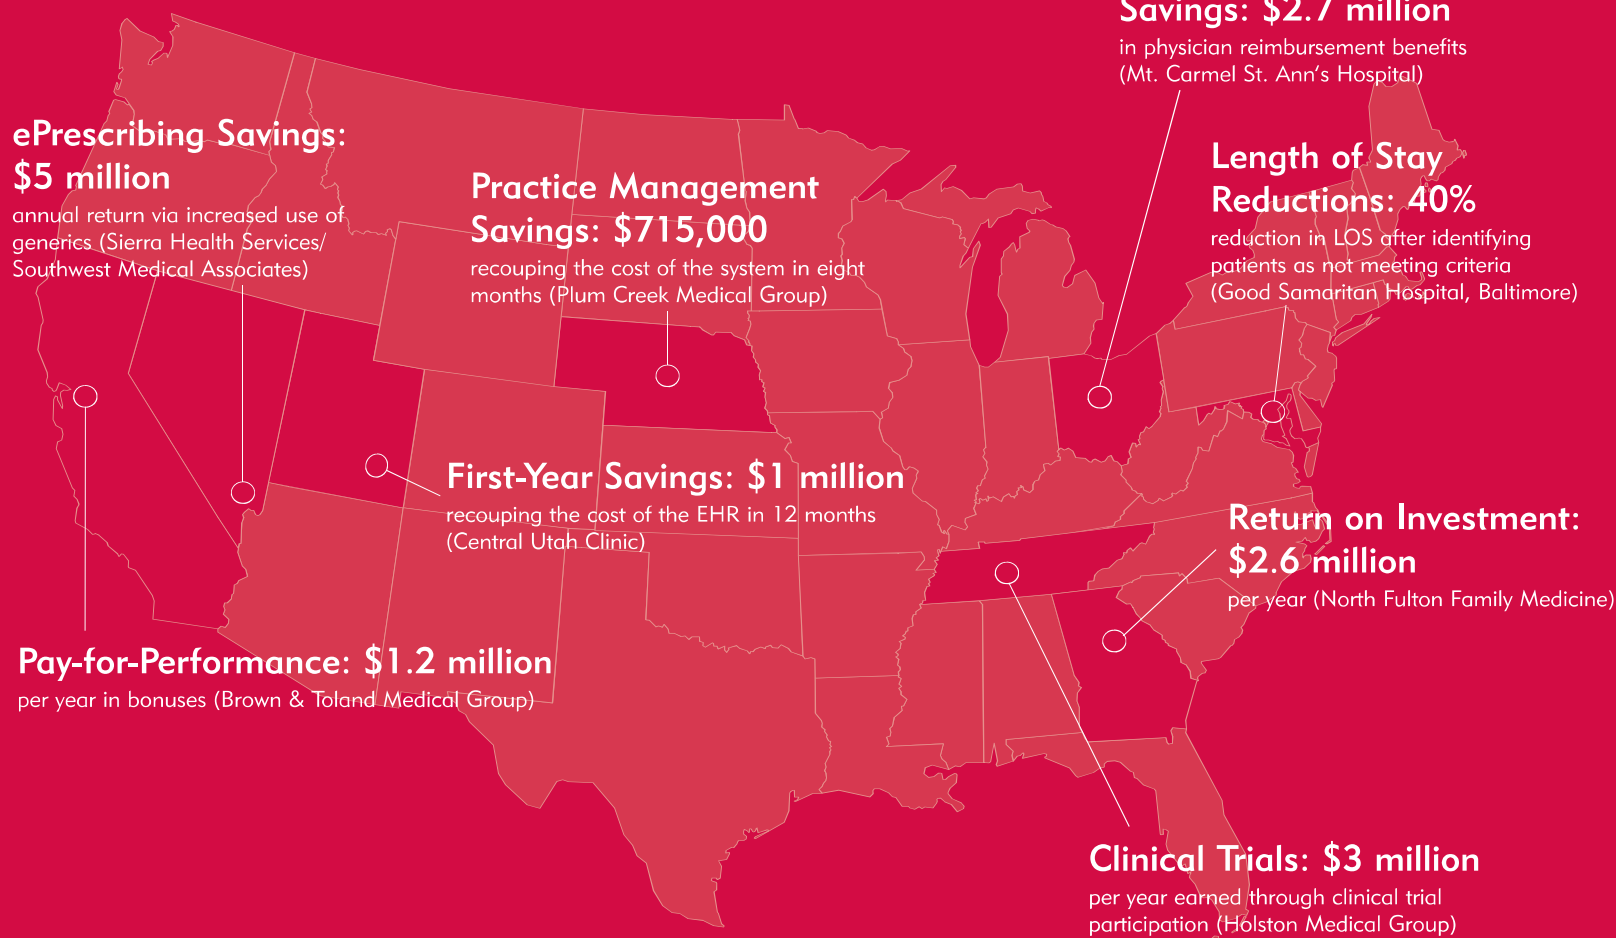 Savings: $2.7 million
in physician reimbursement benefits
(Mt. Carmel St. Ann's Hospital)
ePrescribing Savings:
$5 million
annual return via increased use of
generics (Sierra Health Services/
Southwest Medical Associates)
Practice Management
Savings: $715,000
recouping the cost of the system in eight
months (Plum Creek Medical Group)
Length of Stay
Reductions: 40%
reduction in LOS after identifying
patients as not meeting criteria
(Good Samaritan Hospital, Baltimore)
First-Year Savings: $1 million
recouping the cost of the EHR in 12 months
(Central Utah Clinic)
Return on Investment:
$2.6 million
per year (North Fulton Family Medicine)
Pay-for-Performance: $1.2 million
per year in bonuses (Brown & Toland Medical Group)
Clinical Trials: $3 million
per year earned through clinical trial
participation (Holston Medical Group)